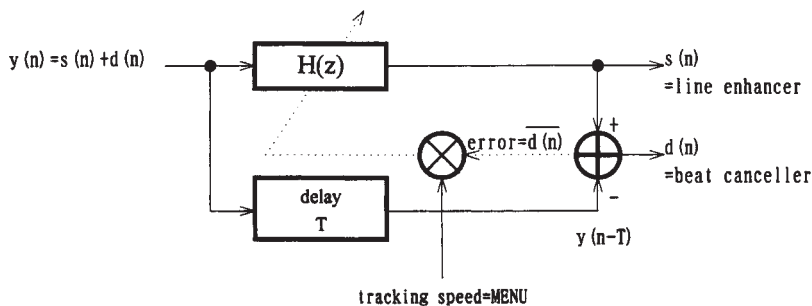 y(n)=s(n)+d(n)
H(z)
s(n)
=line enhancer
+
error=d(n)
d(n)
=beat canceller
delay
T
-
y(n-T)
tracking speed=MENU